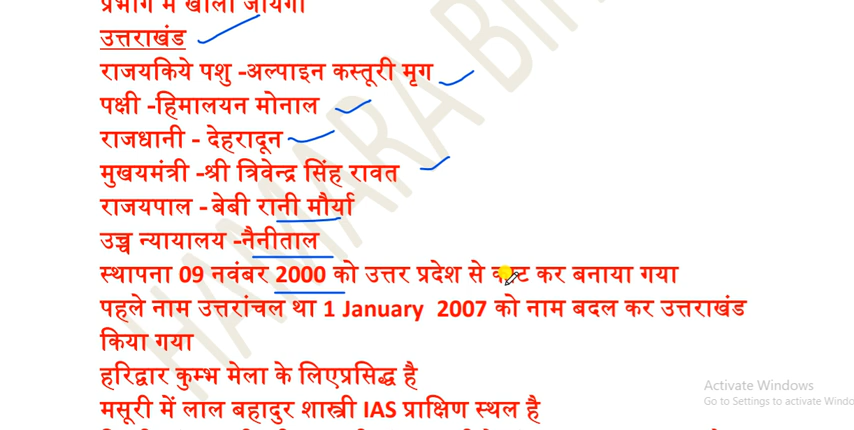 प्रभाग में खोला जायेगा
उत्तराखंड
राजयकिये पशु -अल्पाइन कस्तूरी मृग
पक्षी -हिमालयन मोनाल
राजधानी - देहरादून
मुखयमंत्री -श्री त्रिवेन्द्र सिंह रावत
राजयपाल - बेबी रानी मौर्या
उच्च न्यायालय -नैनीताल
स्थापना 09 नवंबर 2000 को उत्तर प्रदेश से काट कर बनाया गया
पहले नाम उत्तरांचल था 1 January 2007 को नाम बदल कर उत्तराखंड
किया गया
हरिद्वार कुम्भ मेला के लिएप्रसिद्ध है
मसूरी में लाल बहादुर शास्त्री IAS प्राक्षिण स्थल है
HAMARA
Activate Windows
Go to Settings to activate Windo